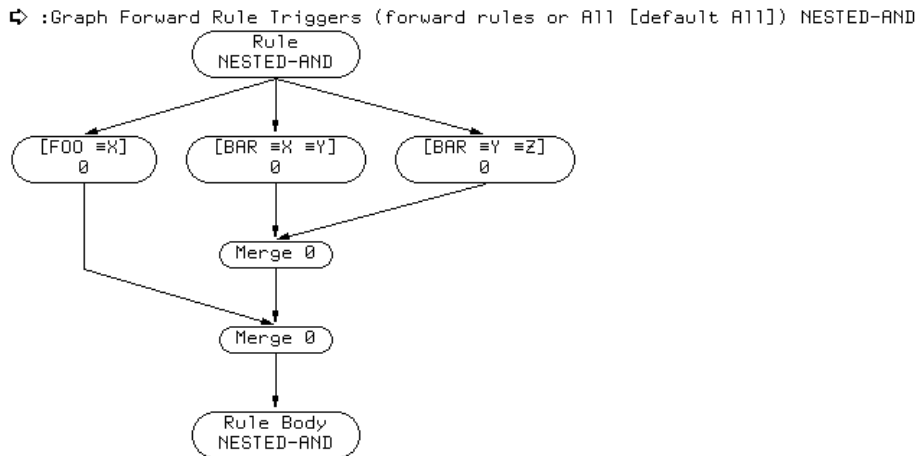 ⇨ :Graph Forward Rule Triggers (forward rules or All [default All]) NESTED-AND
Rule
NESTED-AND
[FOO ≡X]
0
[BAR ≡X ≡Y]
0
[BAR ≡Y ≡Z]
0
Merge 0
Merge 0
Rule Body
NESTED-AND